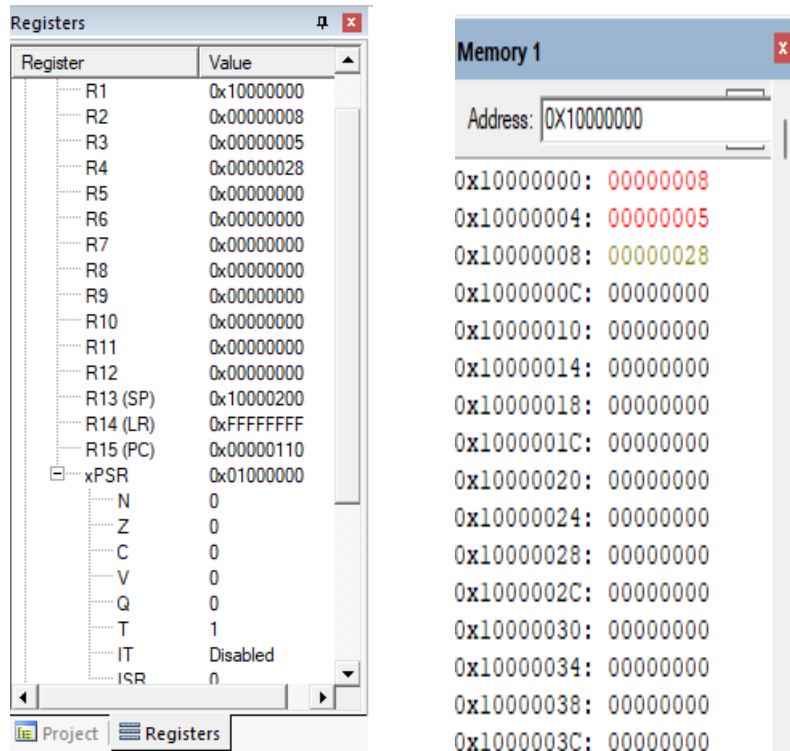 Registers
Register Value
R1 0x10000000
R2 0x00000008
R3 0x00000005
R4 0x00000028
R5 0x00000000
R6 0x00000000
R7 0x00000000
R8 0x00000000
R9 0x00000000
R10 0x00000000
R11 0x00000000
R12 0x00000000
R13 (SP) 0x10000200
R14 (LR) 0xFFFFFFFF
R15 (PC) 0x00000110
xPSR 0x01000000
N 0
Z 0
C 0
V 0
Q 0
T 1
IT Disabled
ISR 0
Project Registers
Memory 1
Address: 0X10000000
0x10000000: 00000008
0x10000004: 00000005
0x10000008: 00000028
0x1000000C: 00000000
0x10000010: 00000000
0x10000014: 00000000
0x10000018: 00000000
0x1000001C: 00000000
0x10000020: 00000000
0x10000024: 00000000
0x10000028: 00000000
0x1000002C: 00000000
0x10000030: 00000000
0x10000034: 00000000
0x10000038: 00000000
0x1000003C: 00000000